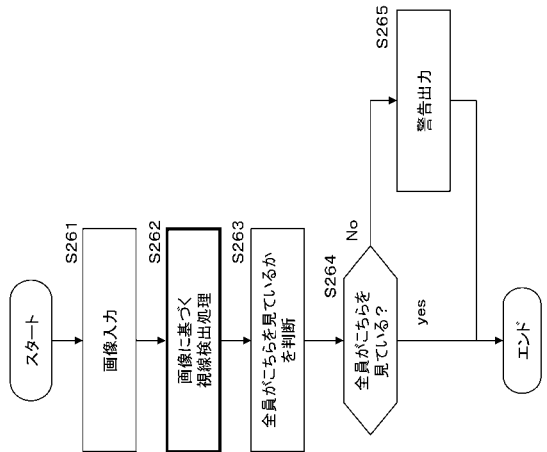 スタート
S261
画像入力
S262
画像に基づく
視線検出処理
S263
全員がこちらを見ているか
を判断
S264
全員がこちらを
見ている？
No
yes
S265
警告出力
エンド